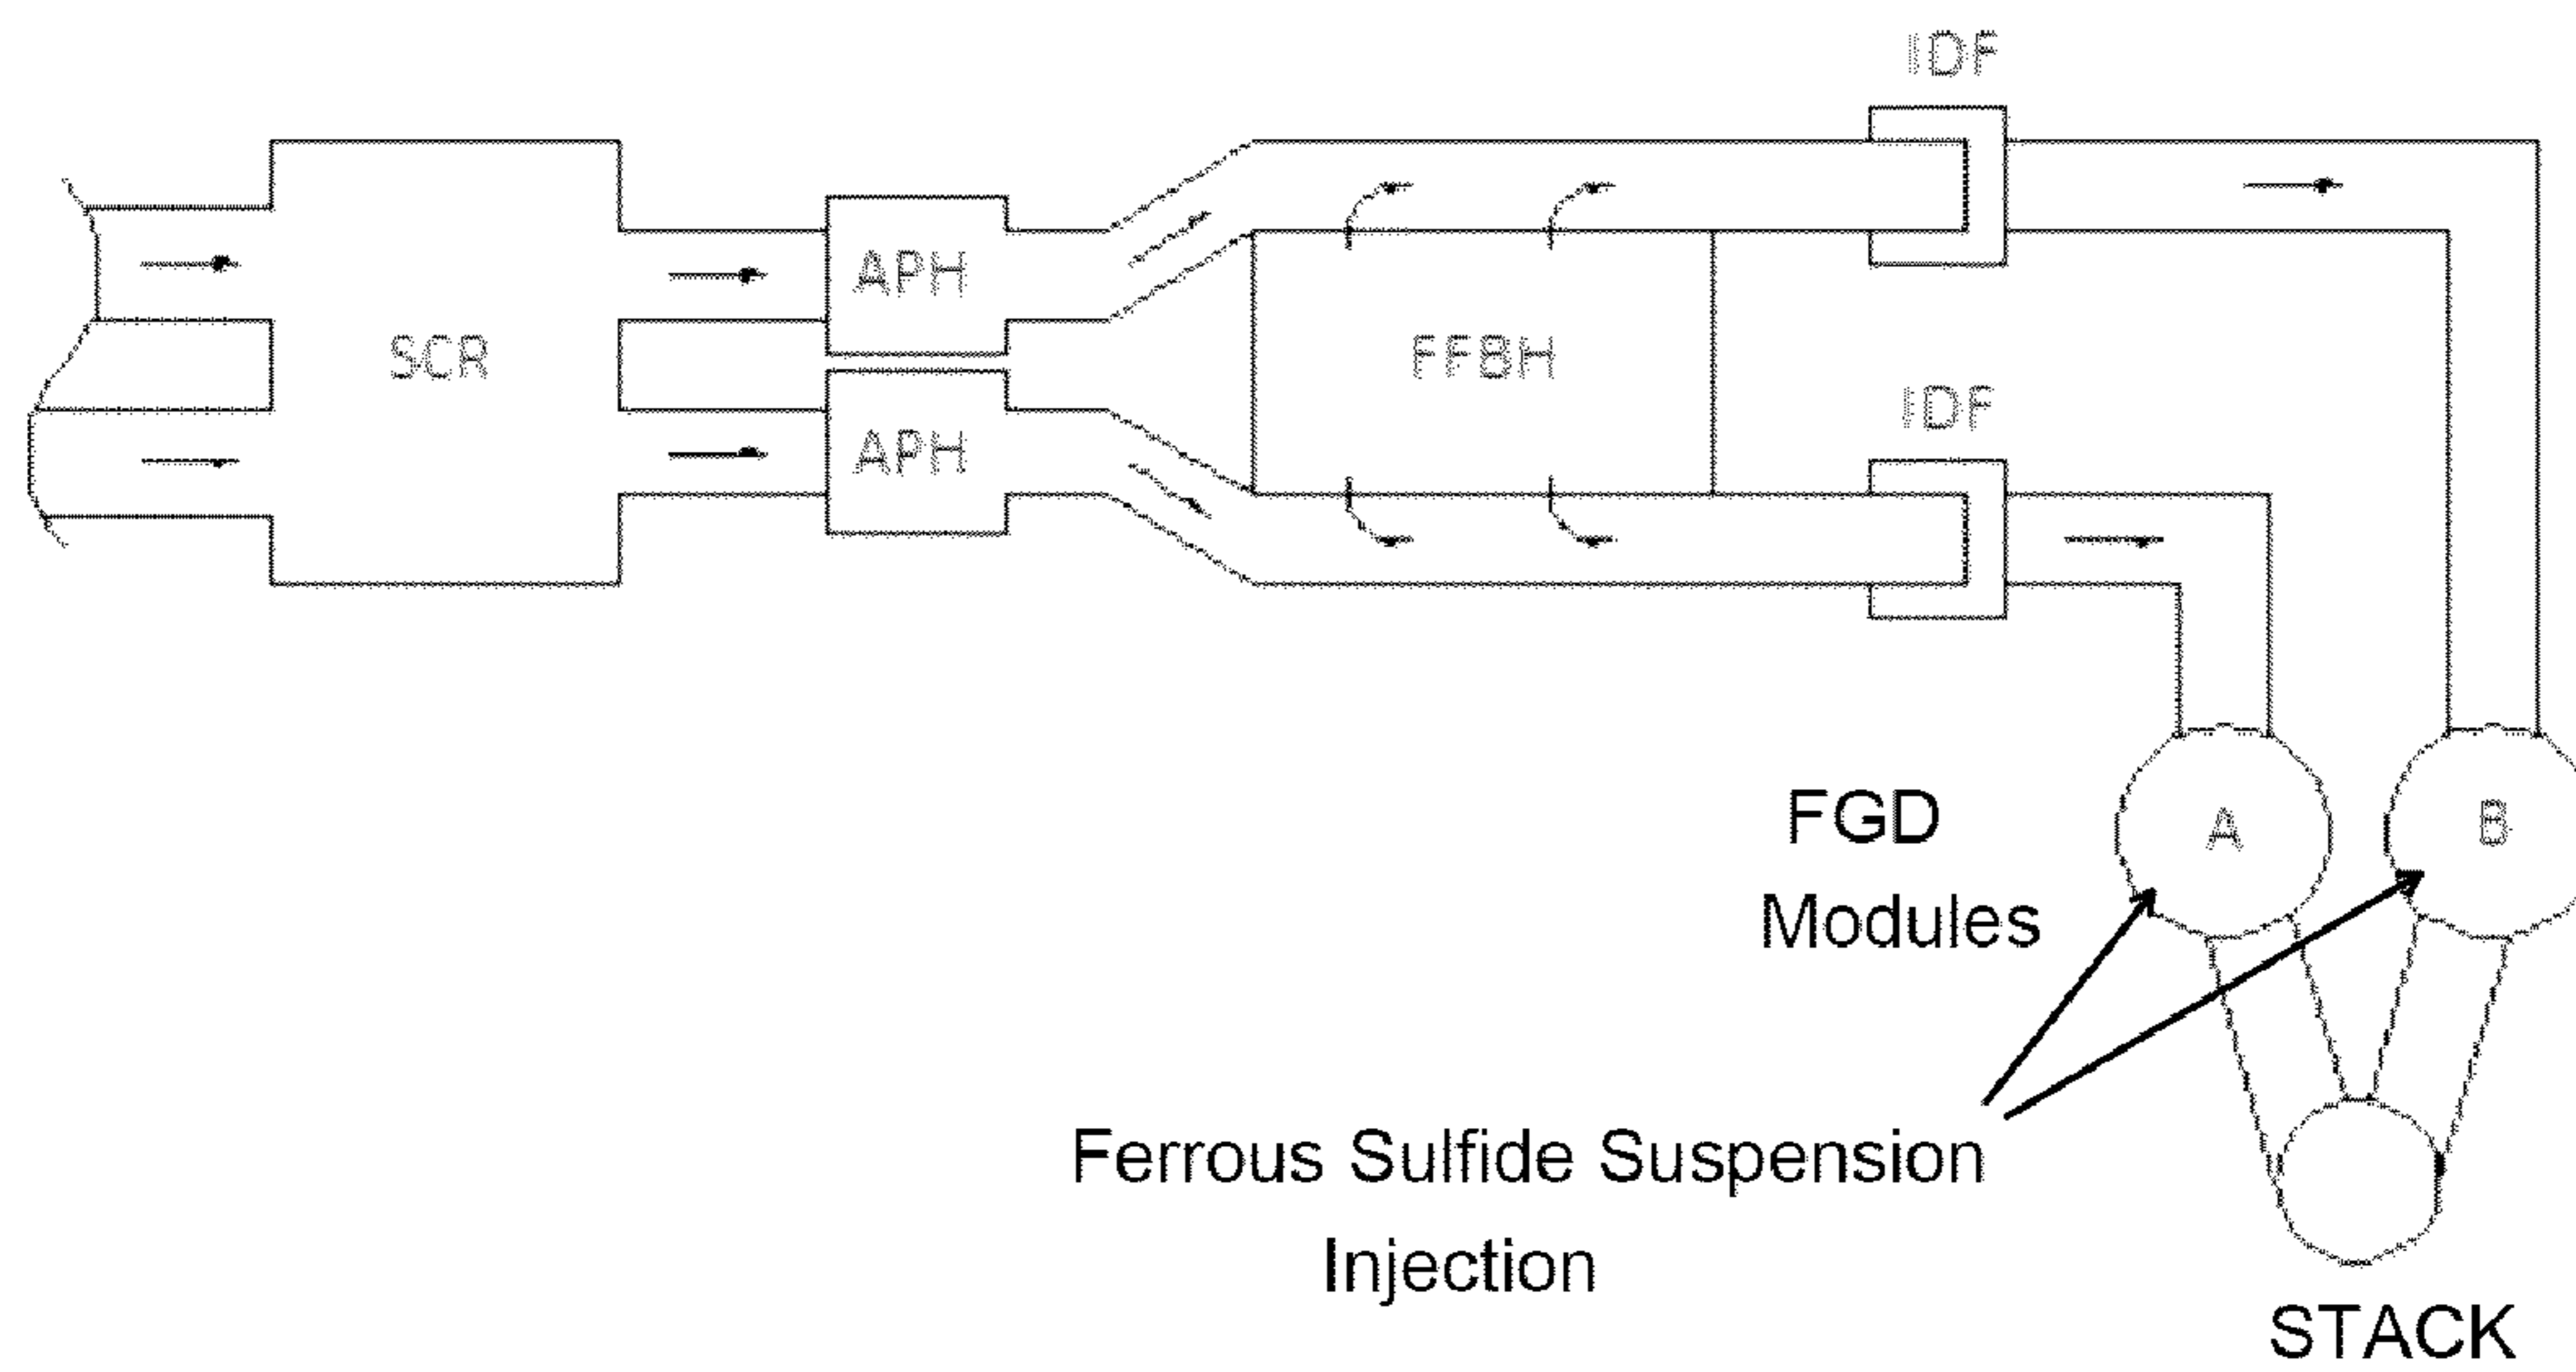 IDF
APH
SCR
FFBH
IDF
APH
FGD
Modules
A
B
Ferrous Sulfide Suspension
Injection
STACK